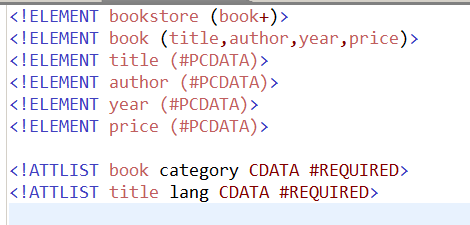 <!ELEMENT bookstore (book+)>
<!ELEMENT book (title,author,year,price)>
<!ELEMENT title (#PCDATA)>
<!ELEMENT author (#PCDATA)>
<!ELEMENT year (#PCDATA)>
<!ELEMENT price (#PCDATA)>
<!ATTLIST book category CDATA #REQUIRED>
<!ATTLIST title lang CDATA #REQUIRED>